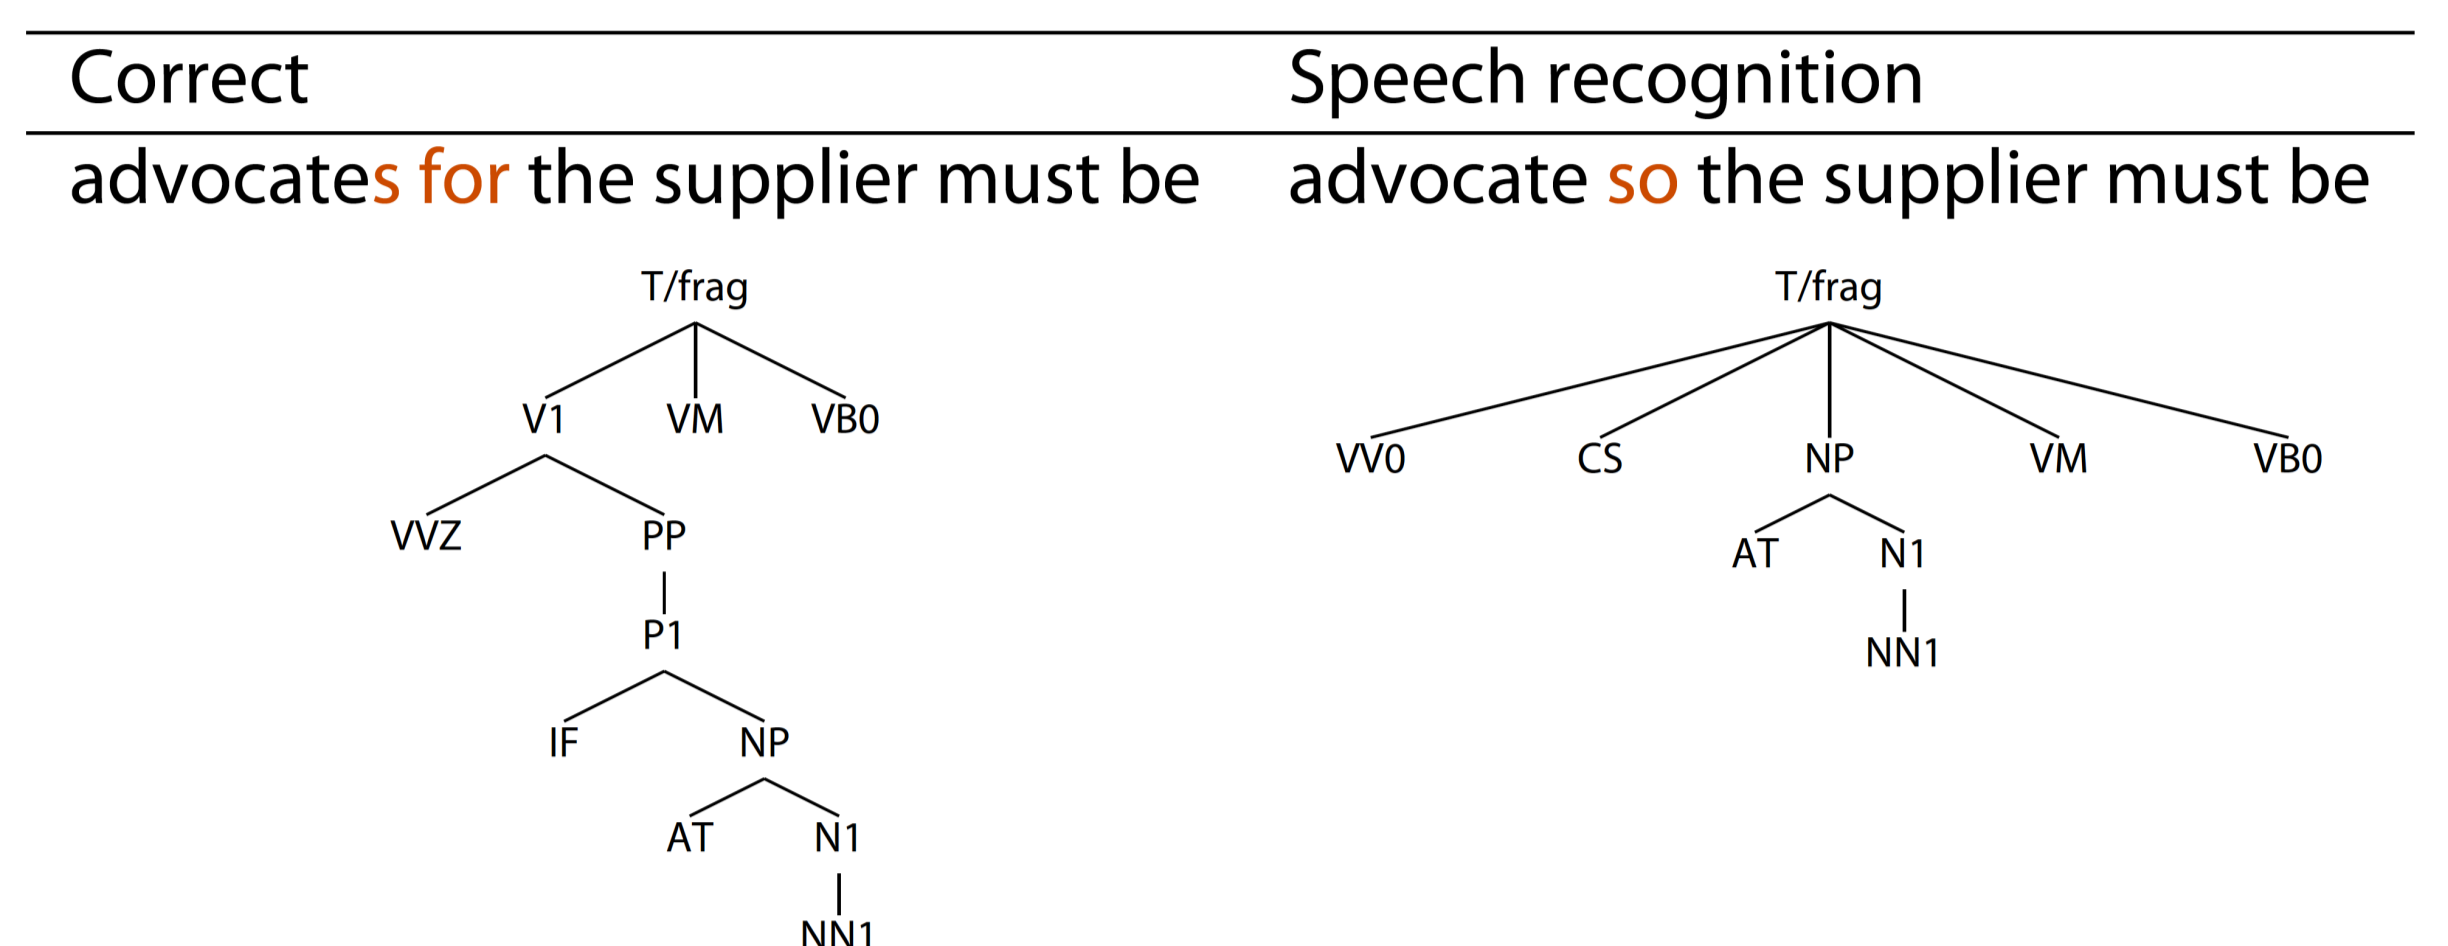 Correct Speech recognition
advocates for the supplier must be advocate so the supplier must be
T/frag T/frag
V1 VM VB0
VV0 CS NP VM VB0
VVZ PP
AT N1
P1
NN1
IF NP
AT N1
NN1